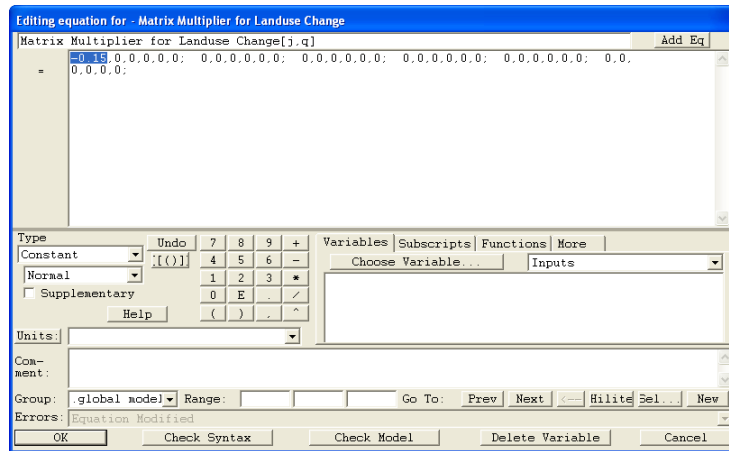 Editing equation for - Matrix Multiplier for Landuse Change
Matrix Multiplier for Landuse Change[j,q] Add Eq
= -0.15,0,0,0,0,0; 0,0,0,0,0,0; 0,0,0,0,0,0; 0,0,0,0,0,0; 0,0,0,0,0,0; 0,0,
0,0,0,0;
Type Undo 7 8 9 + Variables Subscripts Functions More
Constant [()] 4 5 6 - Choose Variable... Inputs
Normal 1 2 3 *
Supplementary 0 E . /
Help ( ) , ^
Units:
Com-
ment:
Group: .global model Range: Go To: Prev Next <-- Hilite Sel... New
Errors: Equation Modified
OK Check Syntax Check Model Delete Variable Cancel